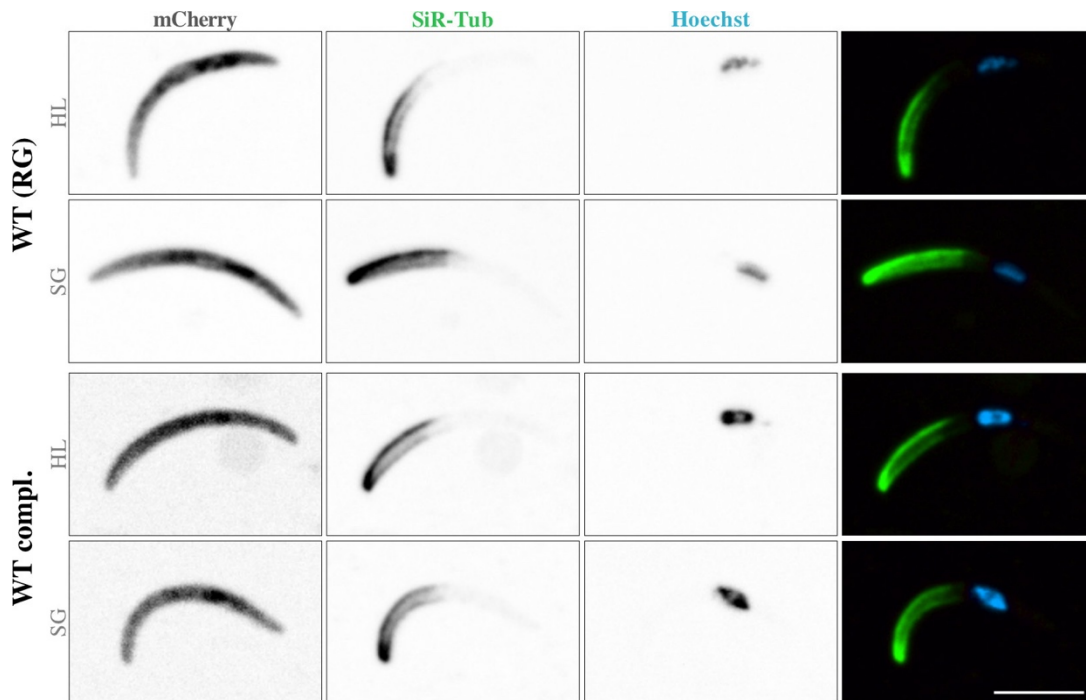 mCherry SiR-Tub Hoechst
WT (RG)
HL
SG
WT compl.
HL
SG